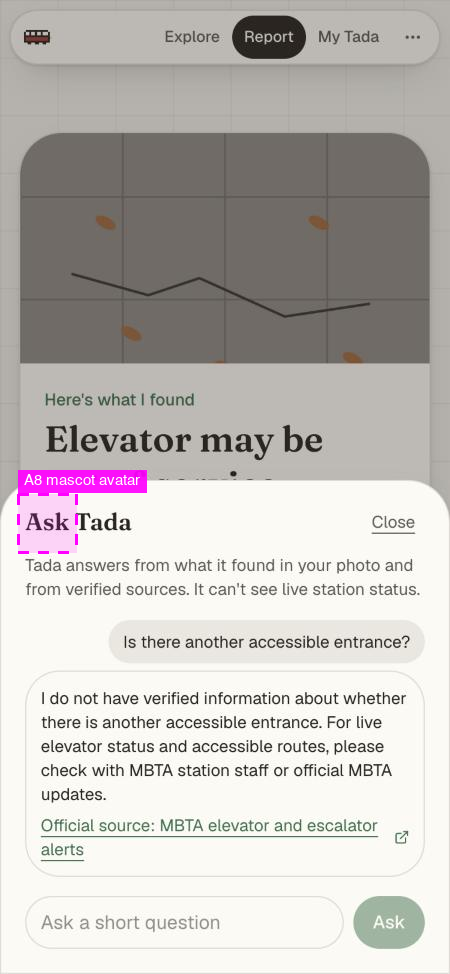 Explore Report My Tada
Here's what I found
Elevator may be
A8 mascot avatar
Ask Tada
Close
Tada answers from what it found in your photo and
from verified sources. It can't see live station status.
Is there another accessible entrance?
I do not have verified information about whether
there is another accessible entrance. For live
elevator status and accessible routes, please
check with MBTA station staff or official MBTA
updates.
Official source: MBTA elevator and escalator
alerts
Ask a short question
Ask